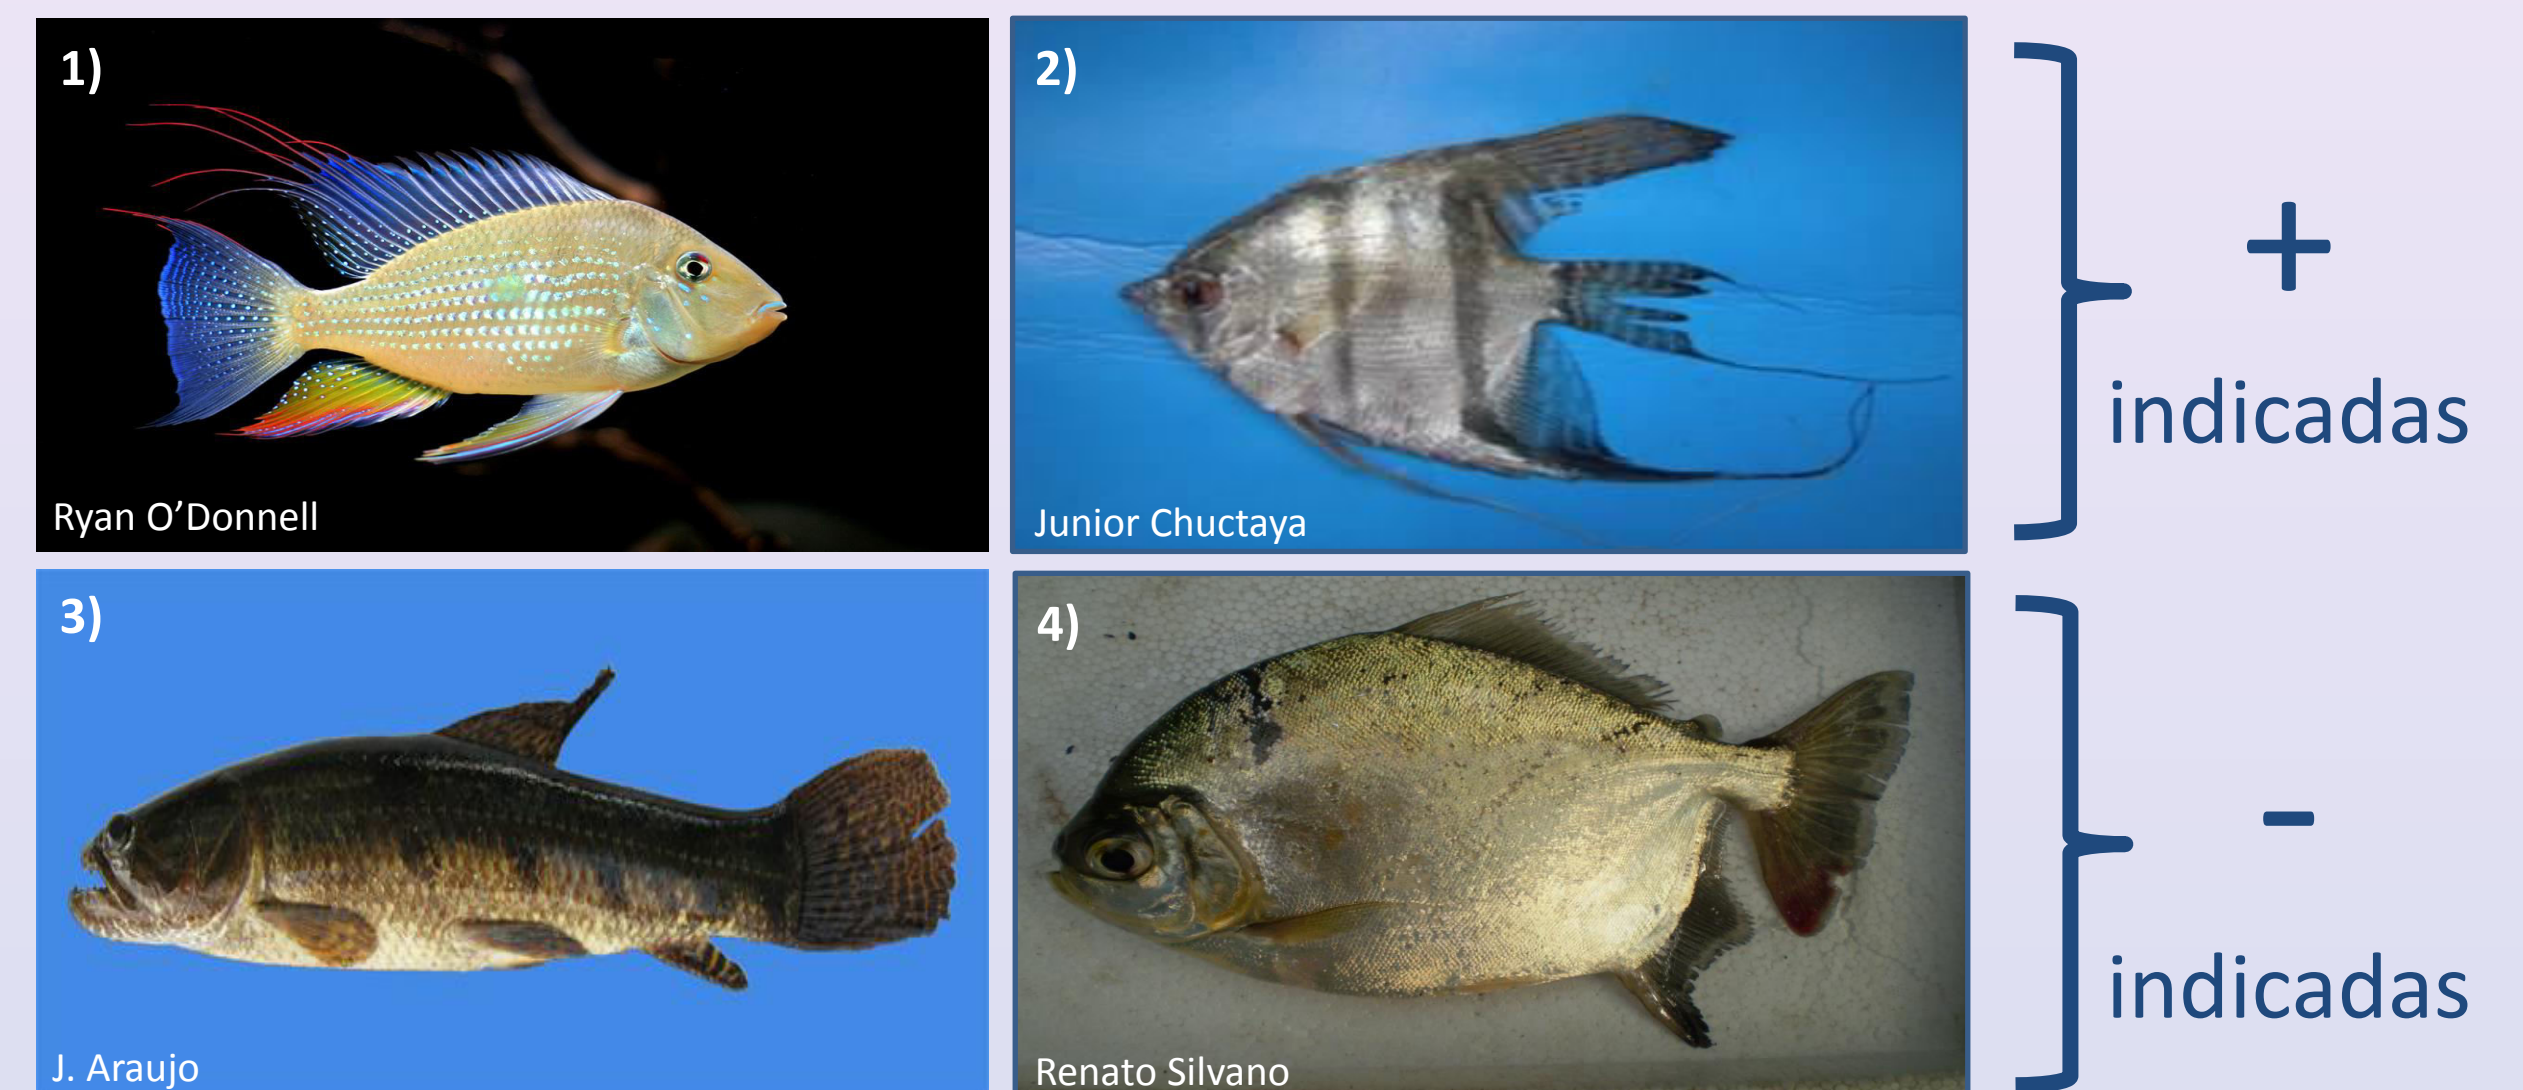 1)
Ryan O’Donnell
2)
Junior Chuctaya
+
indicadas
3)
J. Araujo
4)
Renato Silvano
-
indicadas